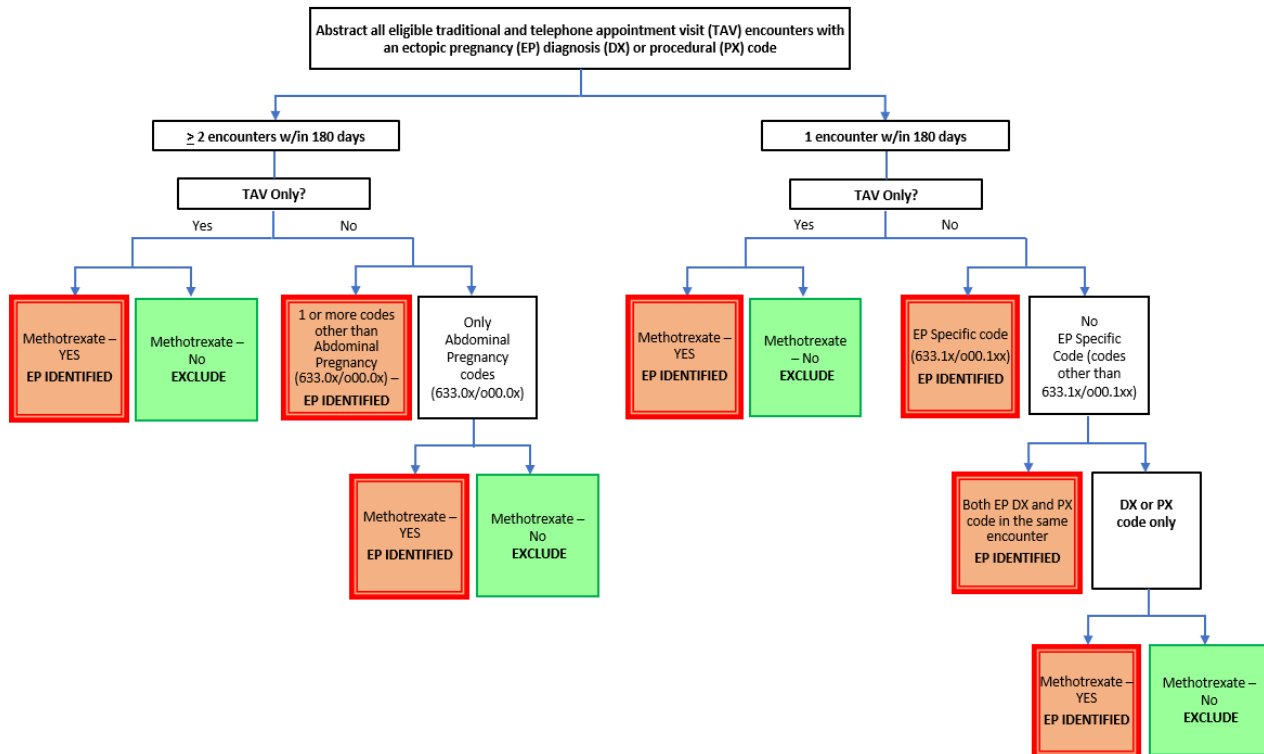 Abstract all eligible traditional and telephone appointment visit (TAV) encounters with
an ectopic pregnancy (EP) diagnosis (DX) or procedural (PX) code
≥ 2 encounters w/in 180 days
1 encounter w/in 180 days
TAV Only?
TAV Only?
Yes
No
Yes
No
Methotrexate –
YES
EP IDENTIFIED
Methotrexate –
No
EXCLUDE
1 or more codes
other than
Abdominal
Pregnancy
(633.0x/o00.0x) –
EP IDENTIFIED
Only
Abdominal
Pregnancy
codes
(633.0x/o00.0x)
Methotrexate –
YES
EP IDENTIFIED
Methotrexate
– No
EXCLUDE
EP Specific code
(633.1x/o00.1xx)
EP IDENTIFIED
No
EP Specific
Code (codes
other than
633.1x/o00.1xx)
Methotrexate –
YES
EP IDENTIFIED
Methotrexate –
No
EXCLUDE
Both EP DX and PX
code in the same
encounter
EP IDENTIFIED
DX or PX
code only
Methotrexate –
YES
EP IDENTIFIED
Methotrexate –
No
EXCLUDE